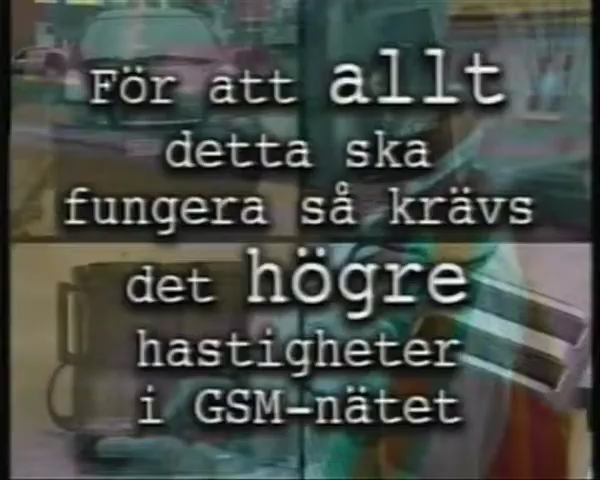 För att allt
detta ska
fungera så krävs
det högre
hastigheter
i GSM-nätet